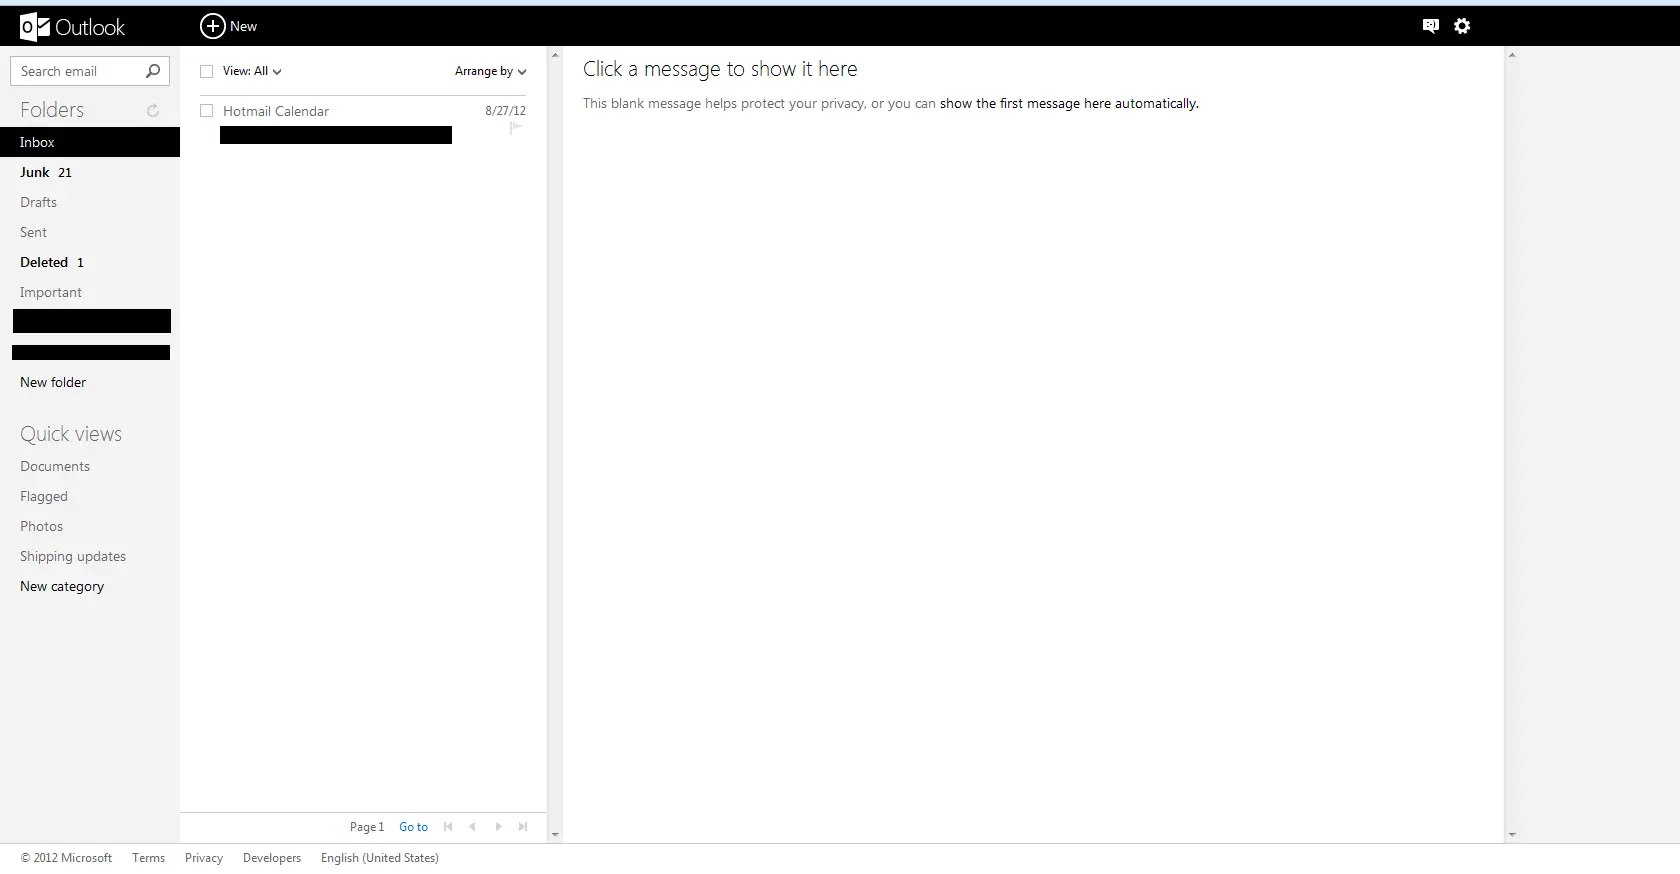 Outlook
New
Search email
Folders
Inbox
Junk 21
Drafts
Sent
Deleted 1
Important
New folder
Quick views
Documents
Flagged
Photos
Shipping updates
New category
View: All
Arrange by
Hotmail Calendar 8/27/12
Page 1 Go to
Click a message to show it here
This blank message helps protect your privacy, or you can show the first message here automatically.
© 2012 Microsoft Terms Privacy Developers English (United States)